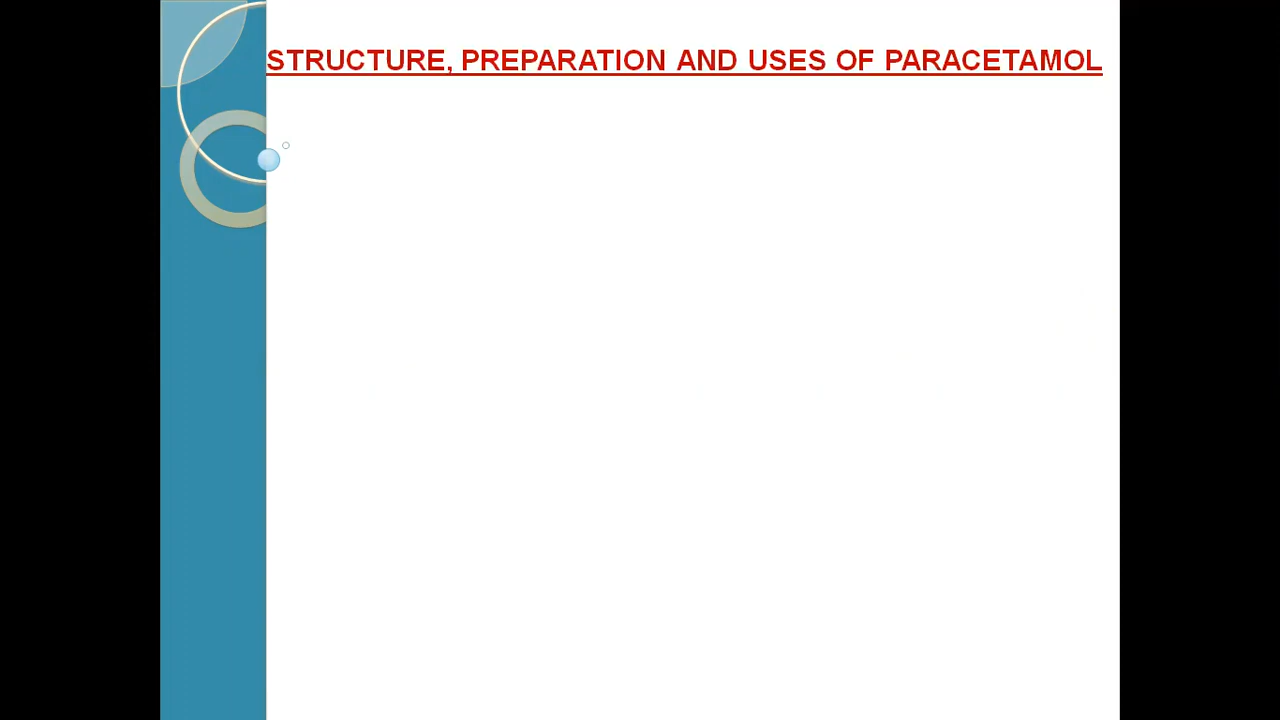 STRUCTURE, PREPARATION AND USES OF PARACETAMOL